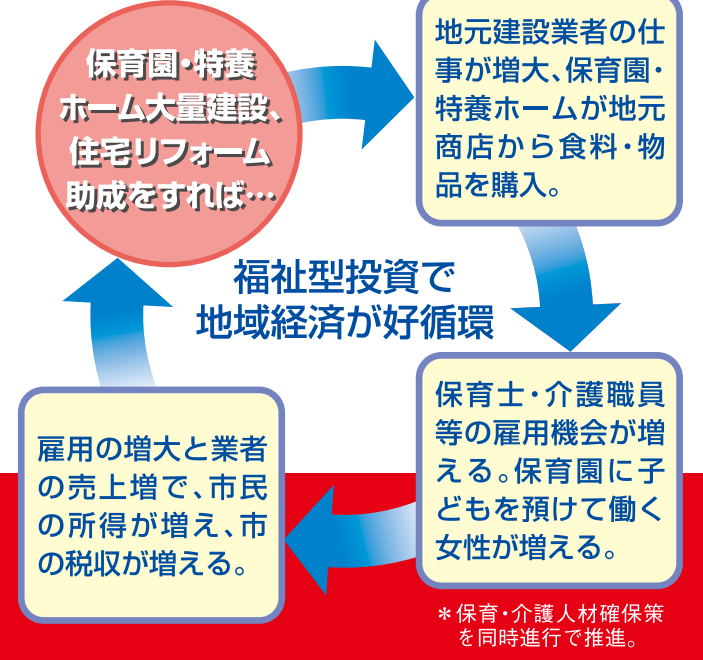 保育園・特養
ホーム大量建設、
住宅リフォーム
助成をすれば…
地元建設業者の仕
事が増大、保育園・
特養ホームが地元
商店から食料・物
品を購入。
福祉型投資で
地域経済が好循環
保育士・介護職員
等の雇用機会が増
える。保育園に子
どもを預けて働く
女性が増える。
＊保育・介護人材確保策
を同時進行で推進。
雇用の増大と業者
の売上増で、市民
の所得が増え、市
の税収が増える。